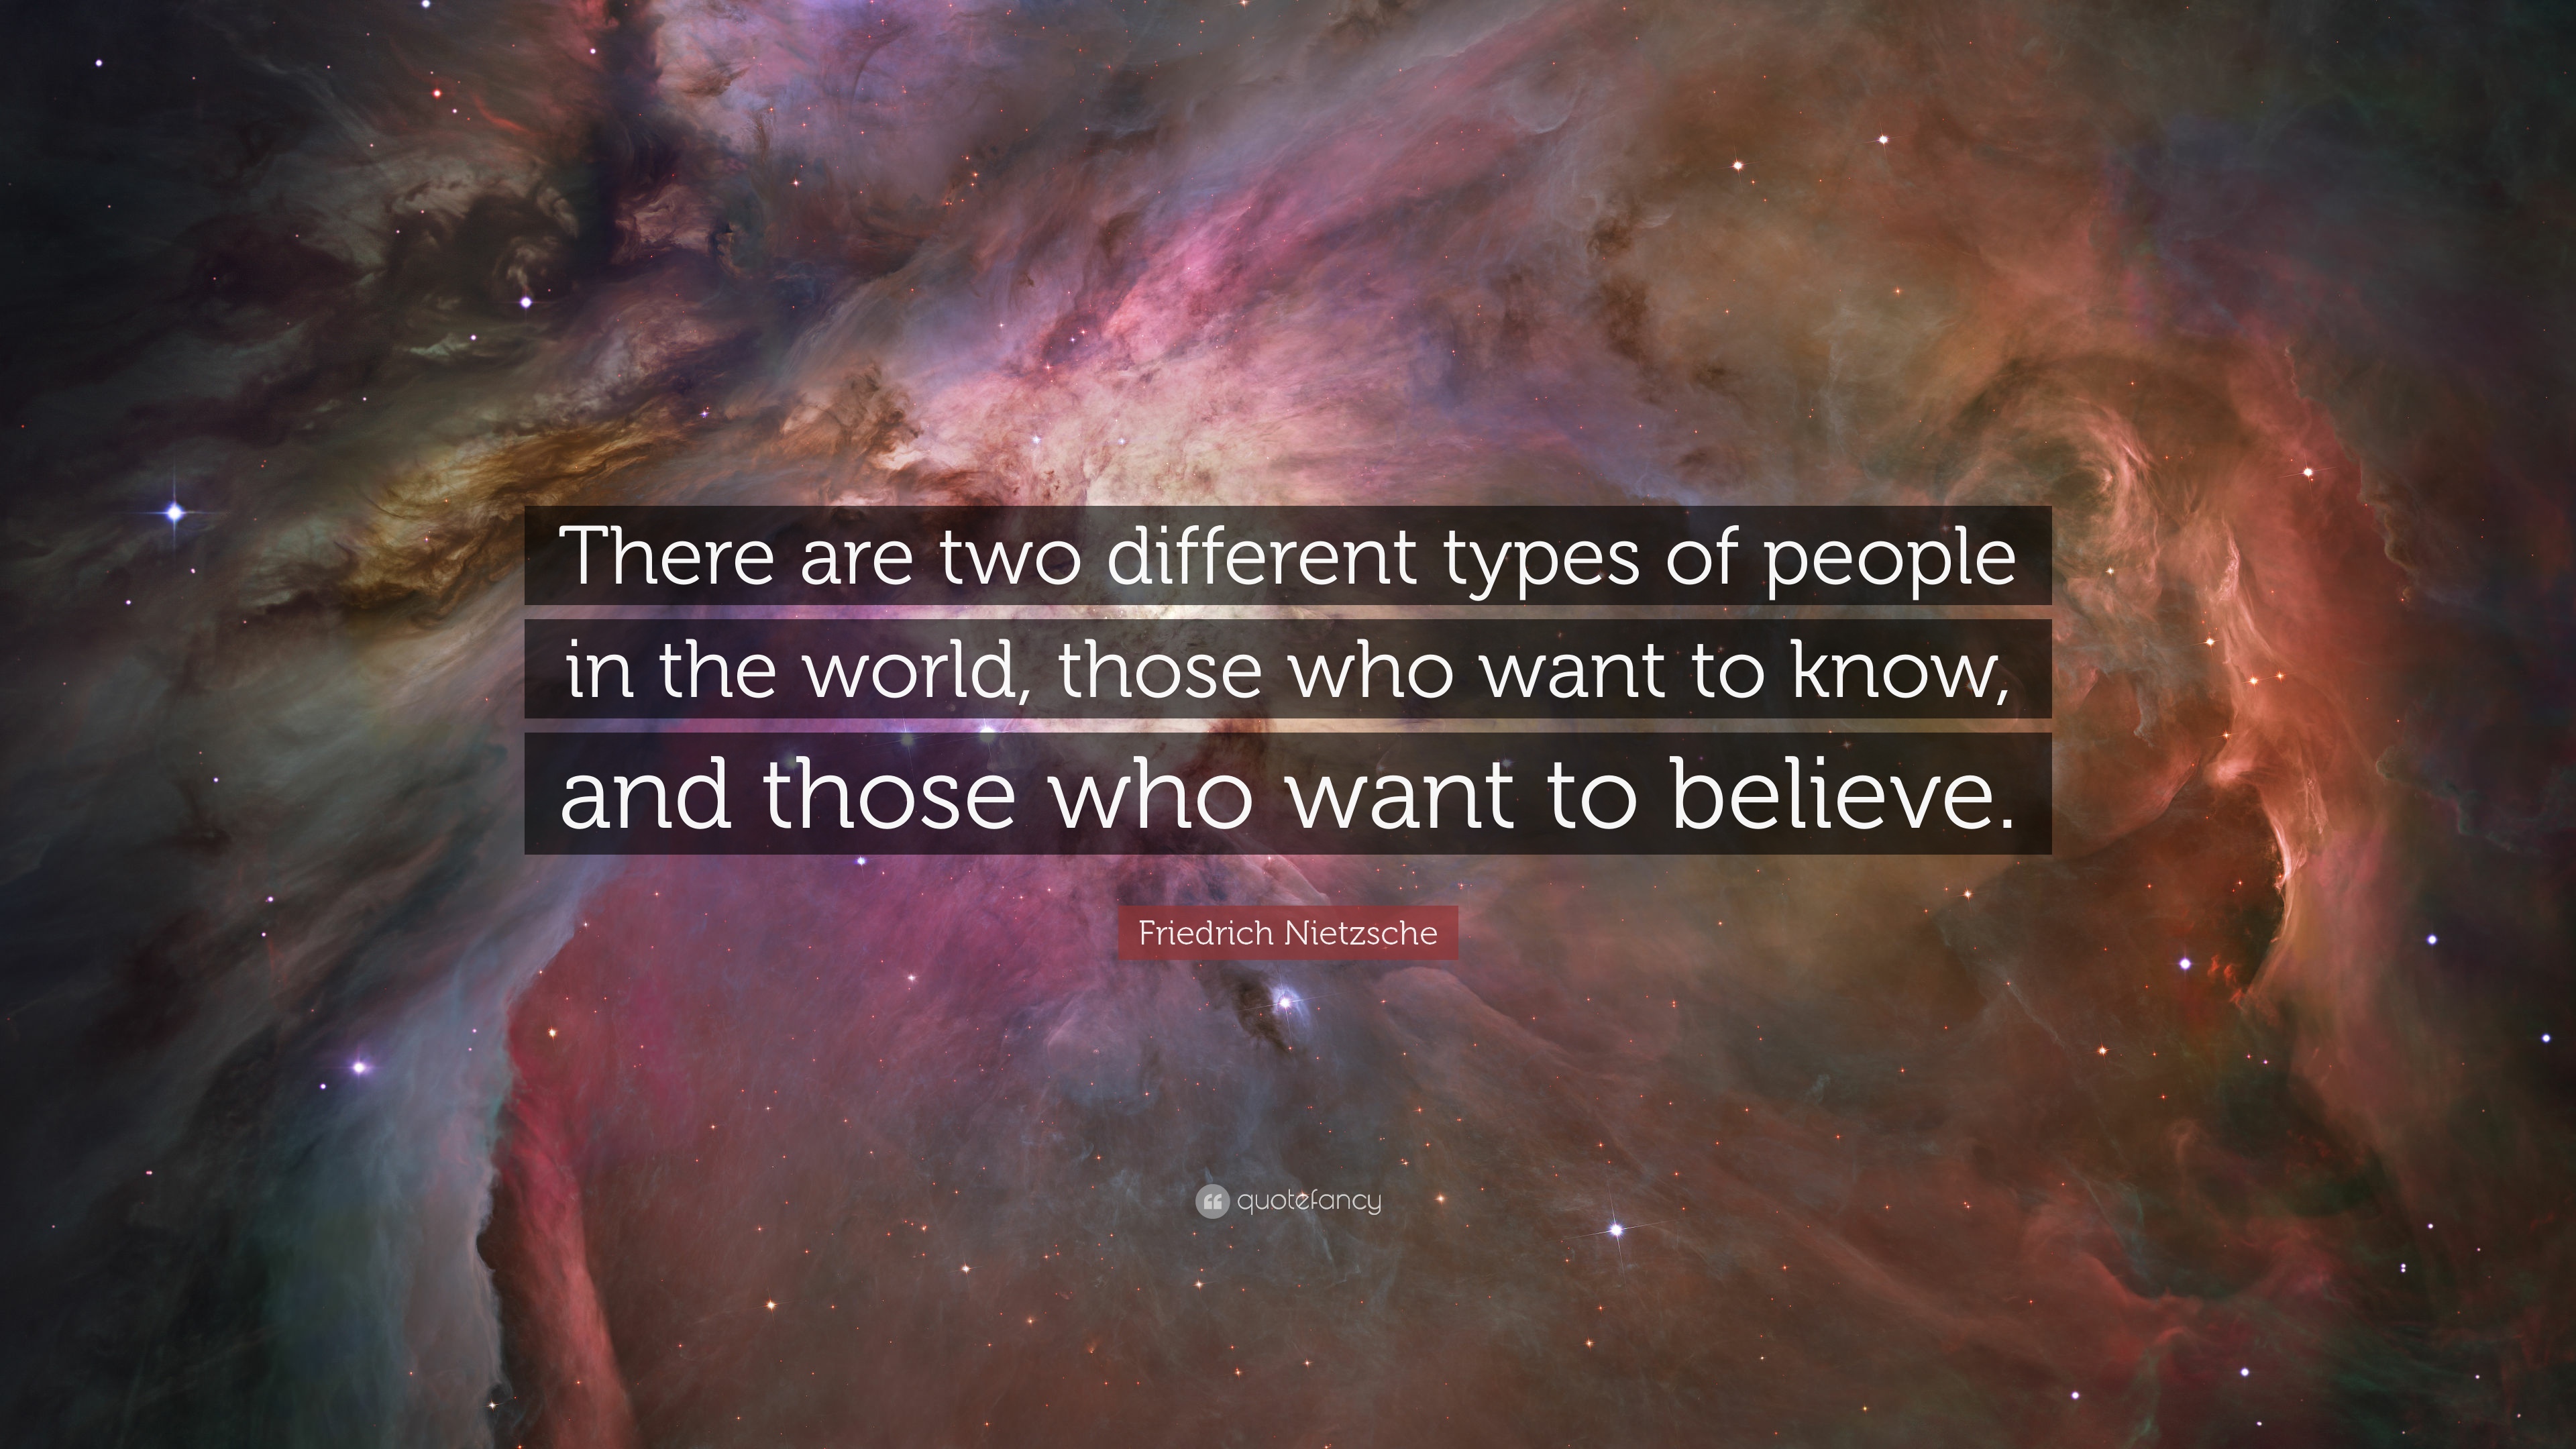 There are two different types of people
in the world, those who want to know,
and those who want to believe.
Friedrich Nietzsche
quotefancy